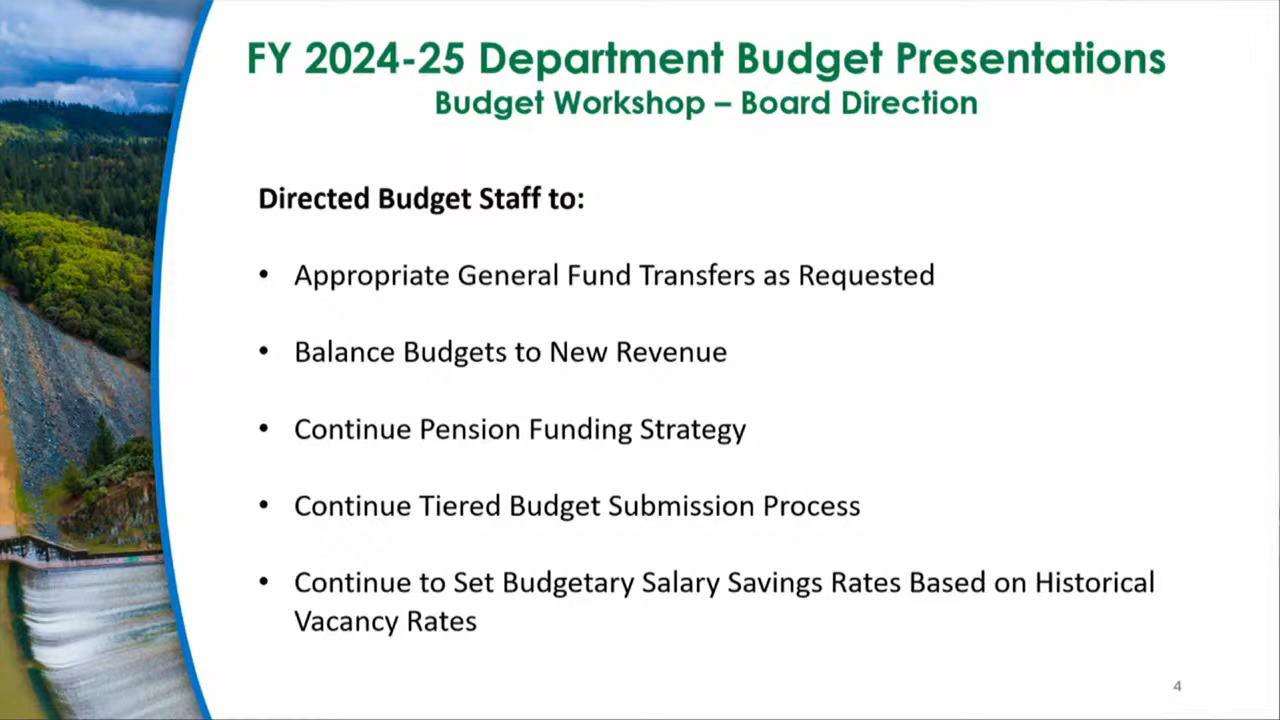 FY 2024-25 Department Budget Presentations
Budget Workshop – Board Direction
Directed Budget Staff to:
• Appropriate General Fund Transfers as Requested
• Balance Budgets to New Revenue
• Continue Pension Funding Strategy
• Continue Tiered Budget Submission Process
• Continue to Set Budgetary Salary Savings Rates Based on Historical
Vacancy Rates
4